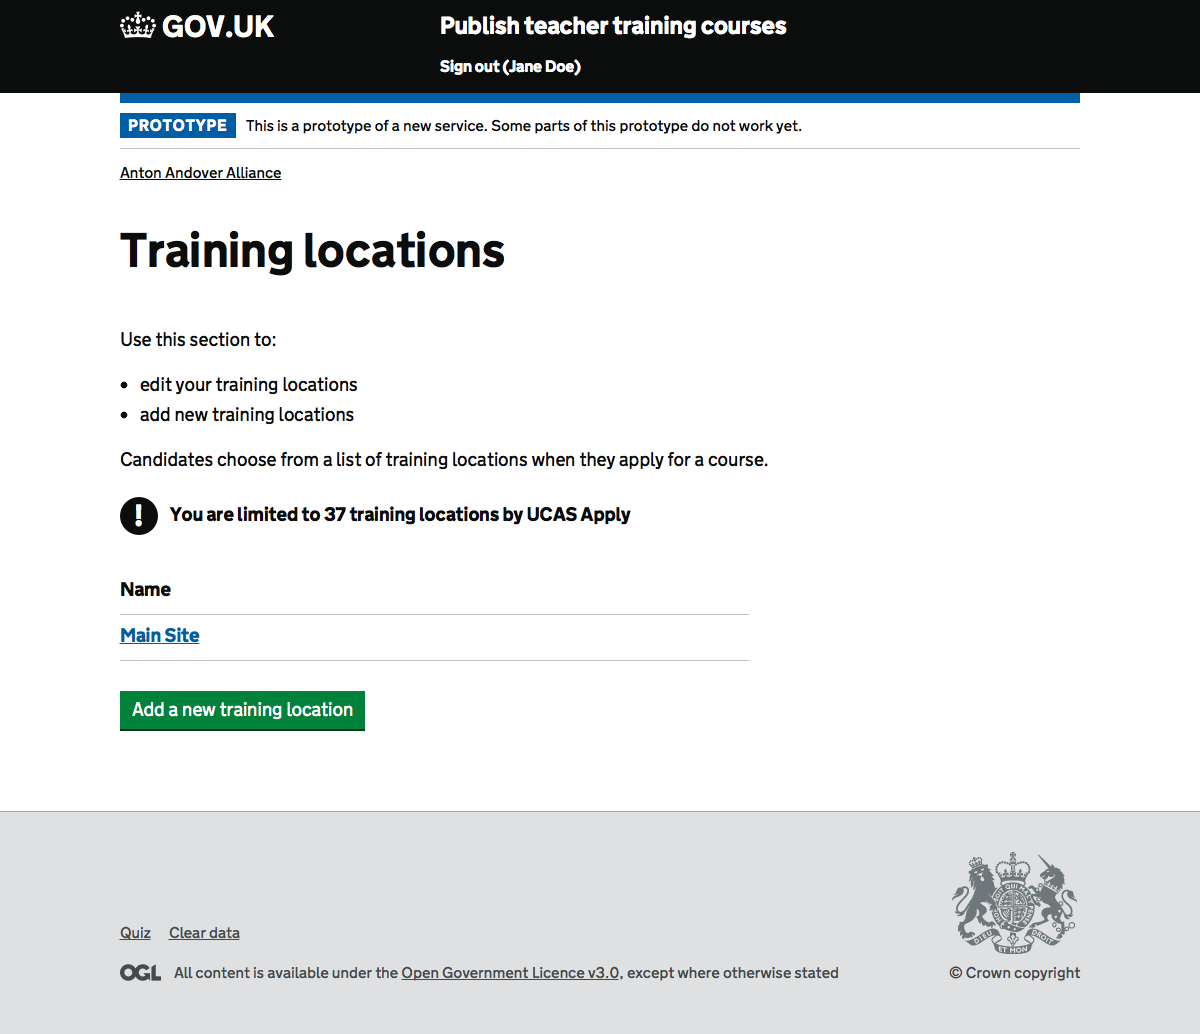 GOV.UK
Publish teacher training courses
Sign out (Jane Doe)
PROTOTYPE This is a prototype of a new service. Some parts of this prototype do not work yet.
Anton Andover Alliance
Training locations
Use this section to:
• edit your training locations
• add new training locations
Candidates choose from a list of training locations when they apply for a course.
! You are limited to 37 training locations by UCAS Apply
Name
Main Site
Add a new training location
Quiz Clear data
OGL All content is available under the Open Government Licence v3.0, except where otherwise stated
DIEU ET MON DROIT
© Crown copyright